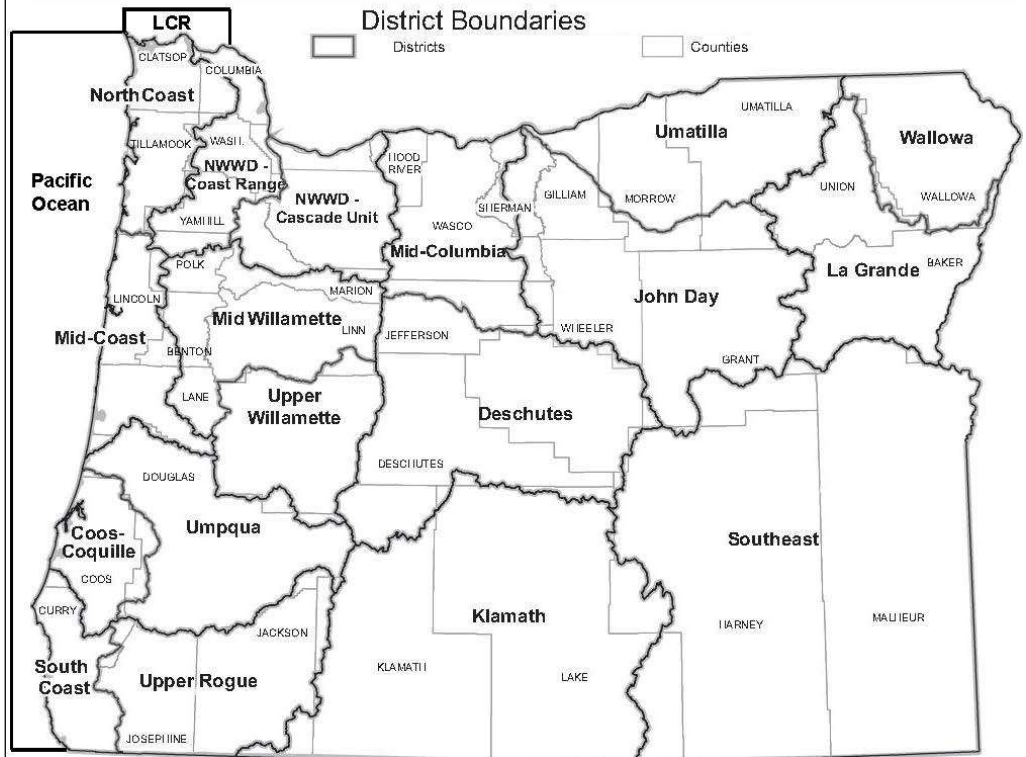 LCR
District Boundaries
Districts
Counties
CLATSOP
COLUMBIA
North Coast
UMATILLA
Umatilla
Wallowa
TILLAMOOK
WASH.
HOOD
RIVER
NWWD -
Coast Range
Pacific
Ocean
UNION
GILLIAM
MORROW
WALLOWA
NWWD -
Cascade Unit
SHERMAN
YAMHILL
WASCO
Mid-Columbia
POLK
La Grande
BAKER
MARION
LINCOLN
John Day
Mid Willamette
LINN
Mid-Coast
JEFFERSON
WHEELER
BENTON
GRANT
LANE
Upper
Willamette
Deschutes
DESCHUTES
DOUGLAS
Umpqua
Coos-
Coquille
Southeast
COOS
CURRY
Klamath
HARNEY
MALHEUR
JACKSON
South
Coast
KLAMATH
LAKE
Upper Rogue
JOSEPHINE